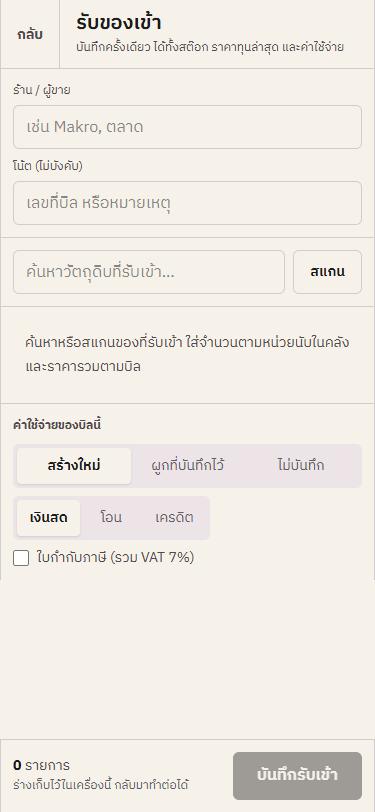 กลับ
รับของเข้า
บันทึกครั้งเดียว ได้ทั้งสต๊อก ราคาทุนล่าสุด และค่าใช้จ่าย
ร้าน / ผู้ขาย
เช่น Makro, ตลาด
โน้ต (ไม่บังคับ)
เลขที่บิล หรือหมายเหตุ
ค้นหาวัตถุดิบที่รับเข้า...
สแกน
ค้นหาหรือสแกนของที่รับเข้า ใส่จำนวนตามหน่วยนับในคลัง
และราคารวมตามบิล
ค่าใช้จ่ายของบิลนี้
สร้างใหม่
ผูกที่บันทึกไว้
ไม่บันทึก
เงินสด
โอน
เครดิต
ใบกำกับภาษี (รวม VAT 7%)
0 รายการ
ร่างเก็บไว้ในเครื่องนี้ กลับมาทำต่อได้
บันทึกรับเข้า